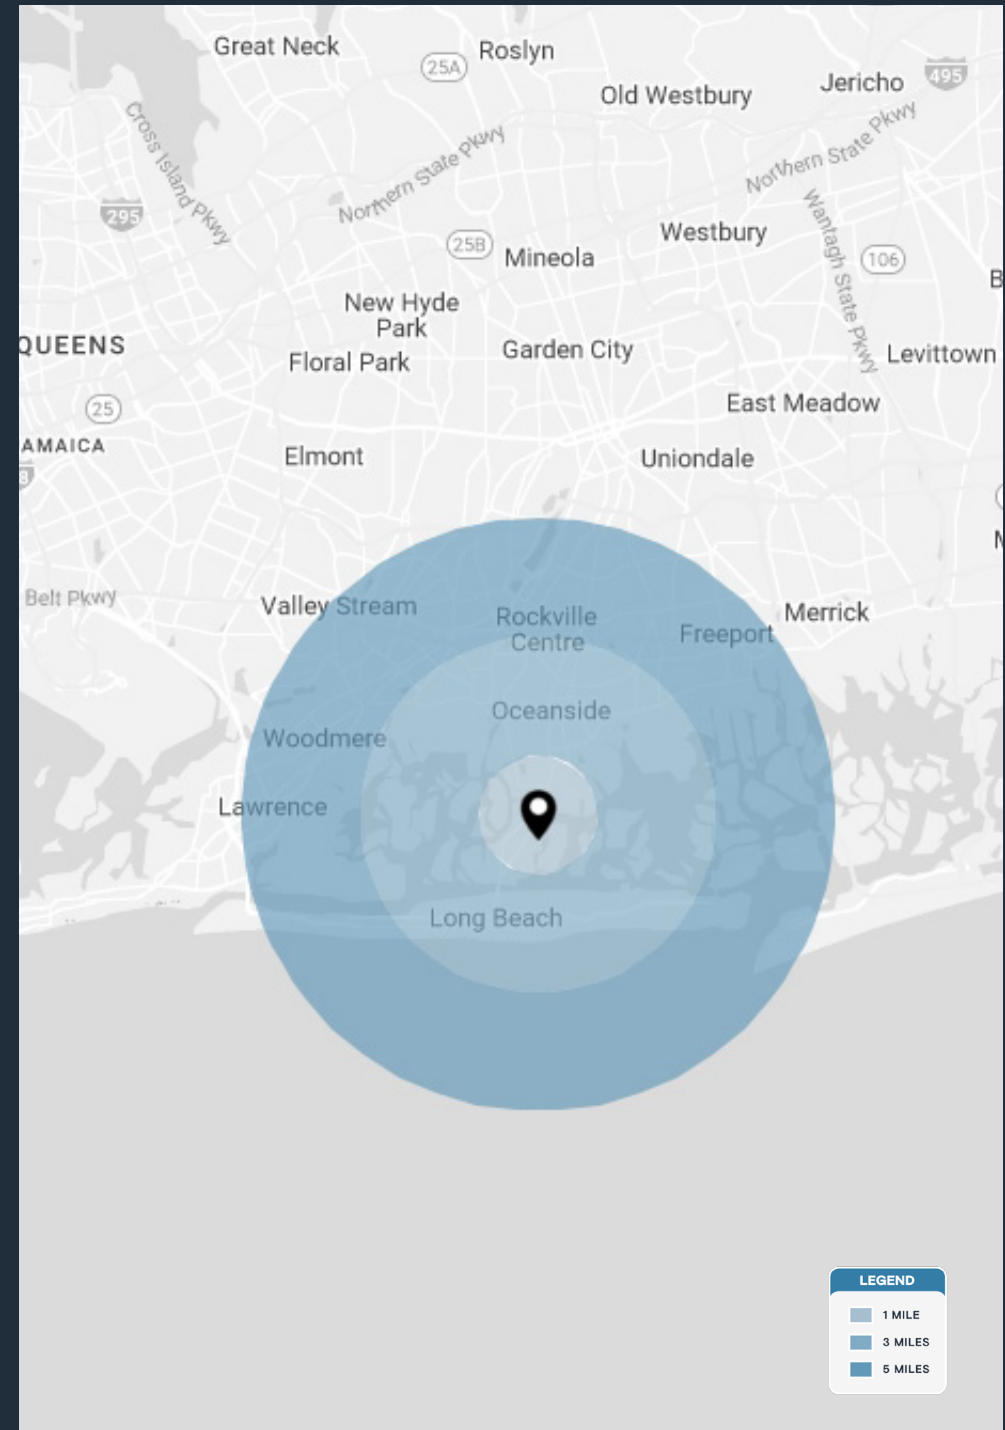 Great Neck
25A
Roslyn
Old Westbury
Jericho
495
Cross Island Pkwy
Northern State Pkwy
Northern State Pkwy
295
Wantagh State Pkwy
25B
Mineola
Westbury
106
B
New Hyde
Park
QUEENS
Floral Park
Garden City
Levittown
25
East Meadow
AMAICA
Elmont
Uniondale
Belt Pkwy
Valley Stream
Rockville
Centre
Freeport
Merrick
Oceanside
Woodmere
Lawrence
Long Beach
LEGEND
1 MILE
3 MILES
5 MILES